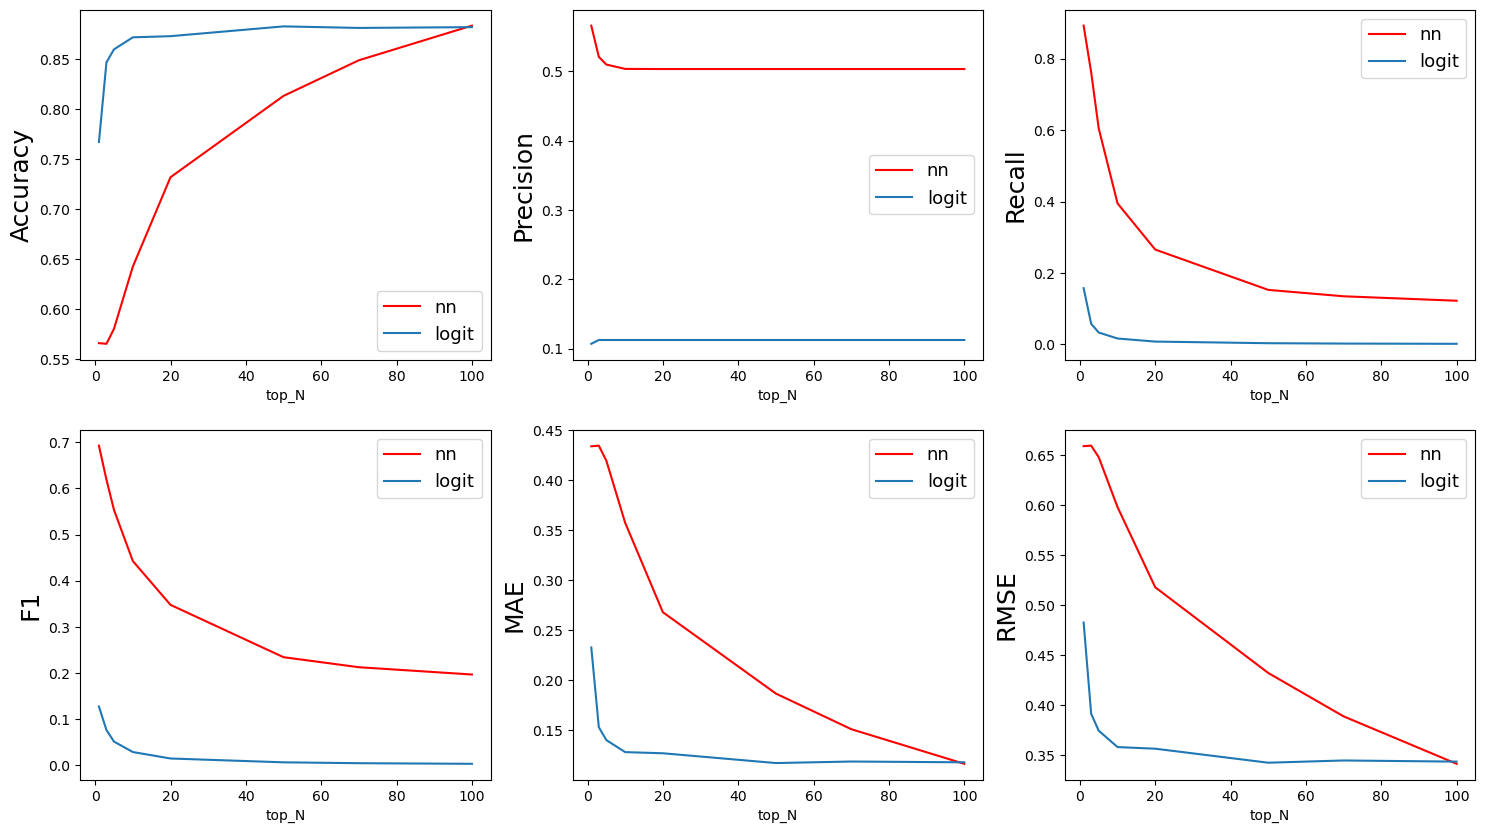 Accuracy
0.85
0.80
0.75
0.70
0.65
0.60
0.55
nn
logit
0 20 40 60 80 100
top_N
Precision
0.5
0.4
0.3
0.2
0.1
nn
logit
0 20 40 60 80 100
top_N
Recall
0.8
0.6
0.4
0.2
0.0
nn
logit
0 20 40 60 80 100
top_N
F1
0.7
0.6
0.5
0.4
0.3
0.2
0.1
0.0
nn
logit
0 20 40 60 80 100
top_N
MAE
0.45
0.40
0.35
0.30
0.25
0.20
0.15
nn
logit
0 20 40 60 80 100
top_N
RMSE
0.65
0.60
0.55
0.50
0.45
0.40
0.35
nn
logit
0 20 40 60 80 100
top_N